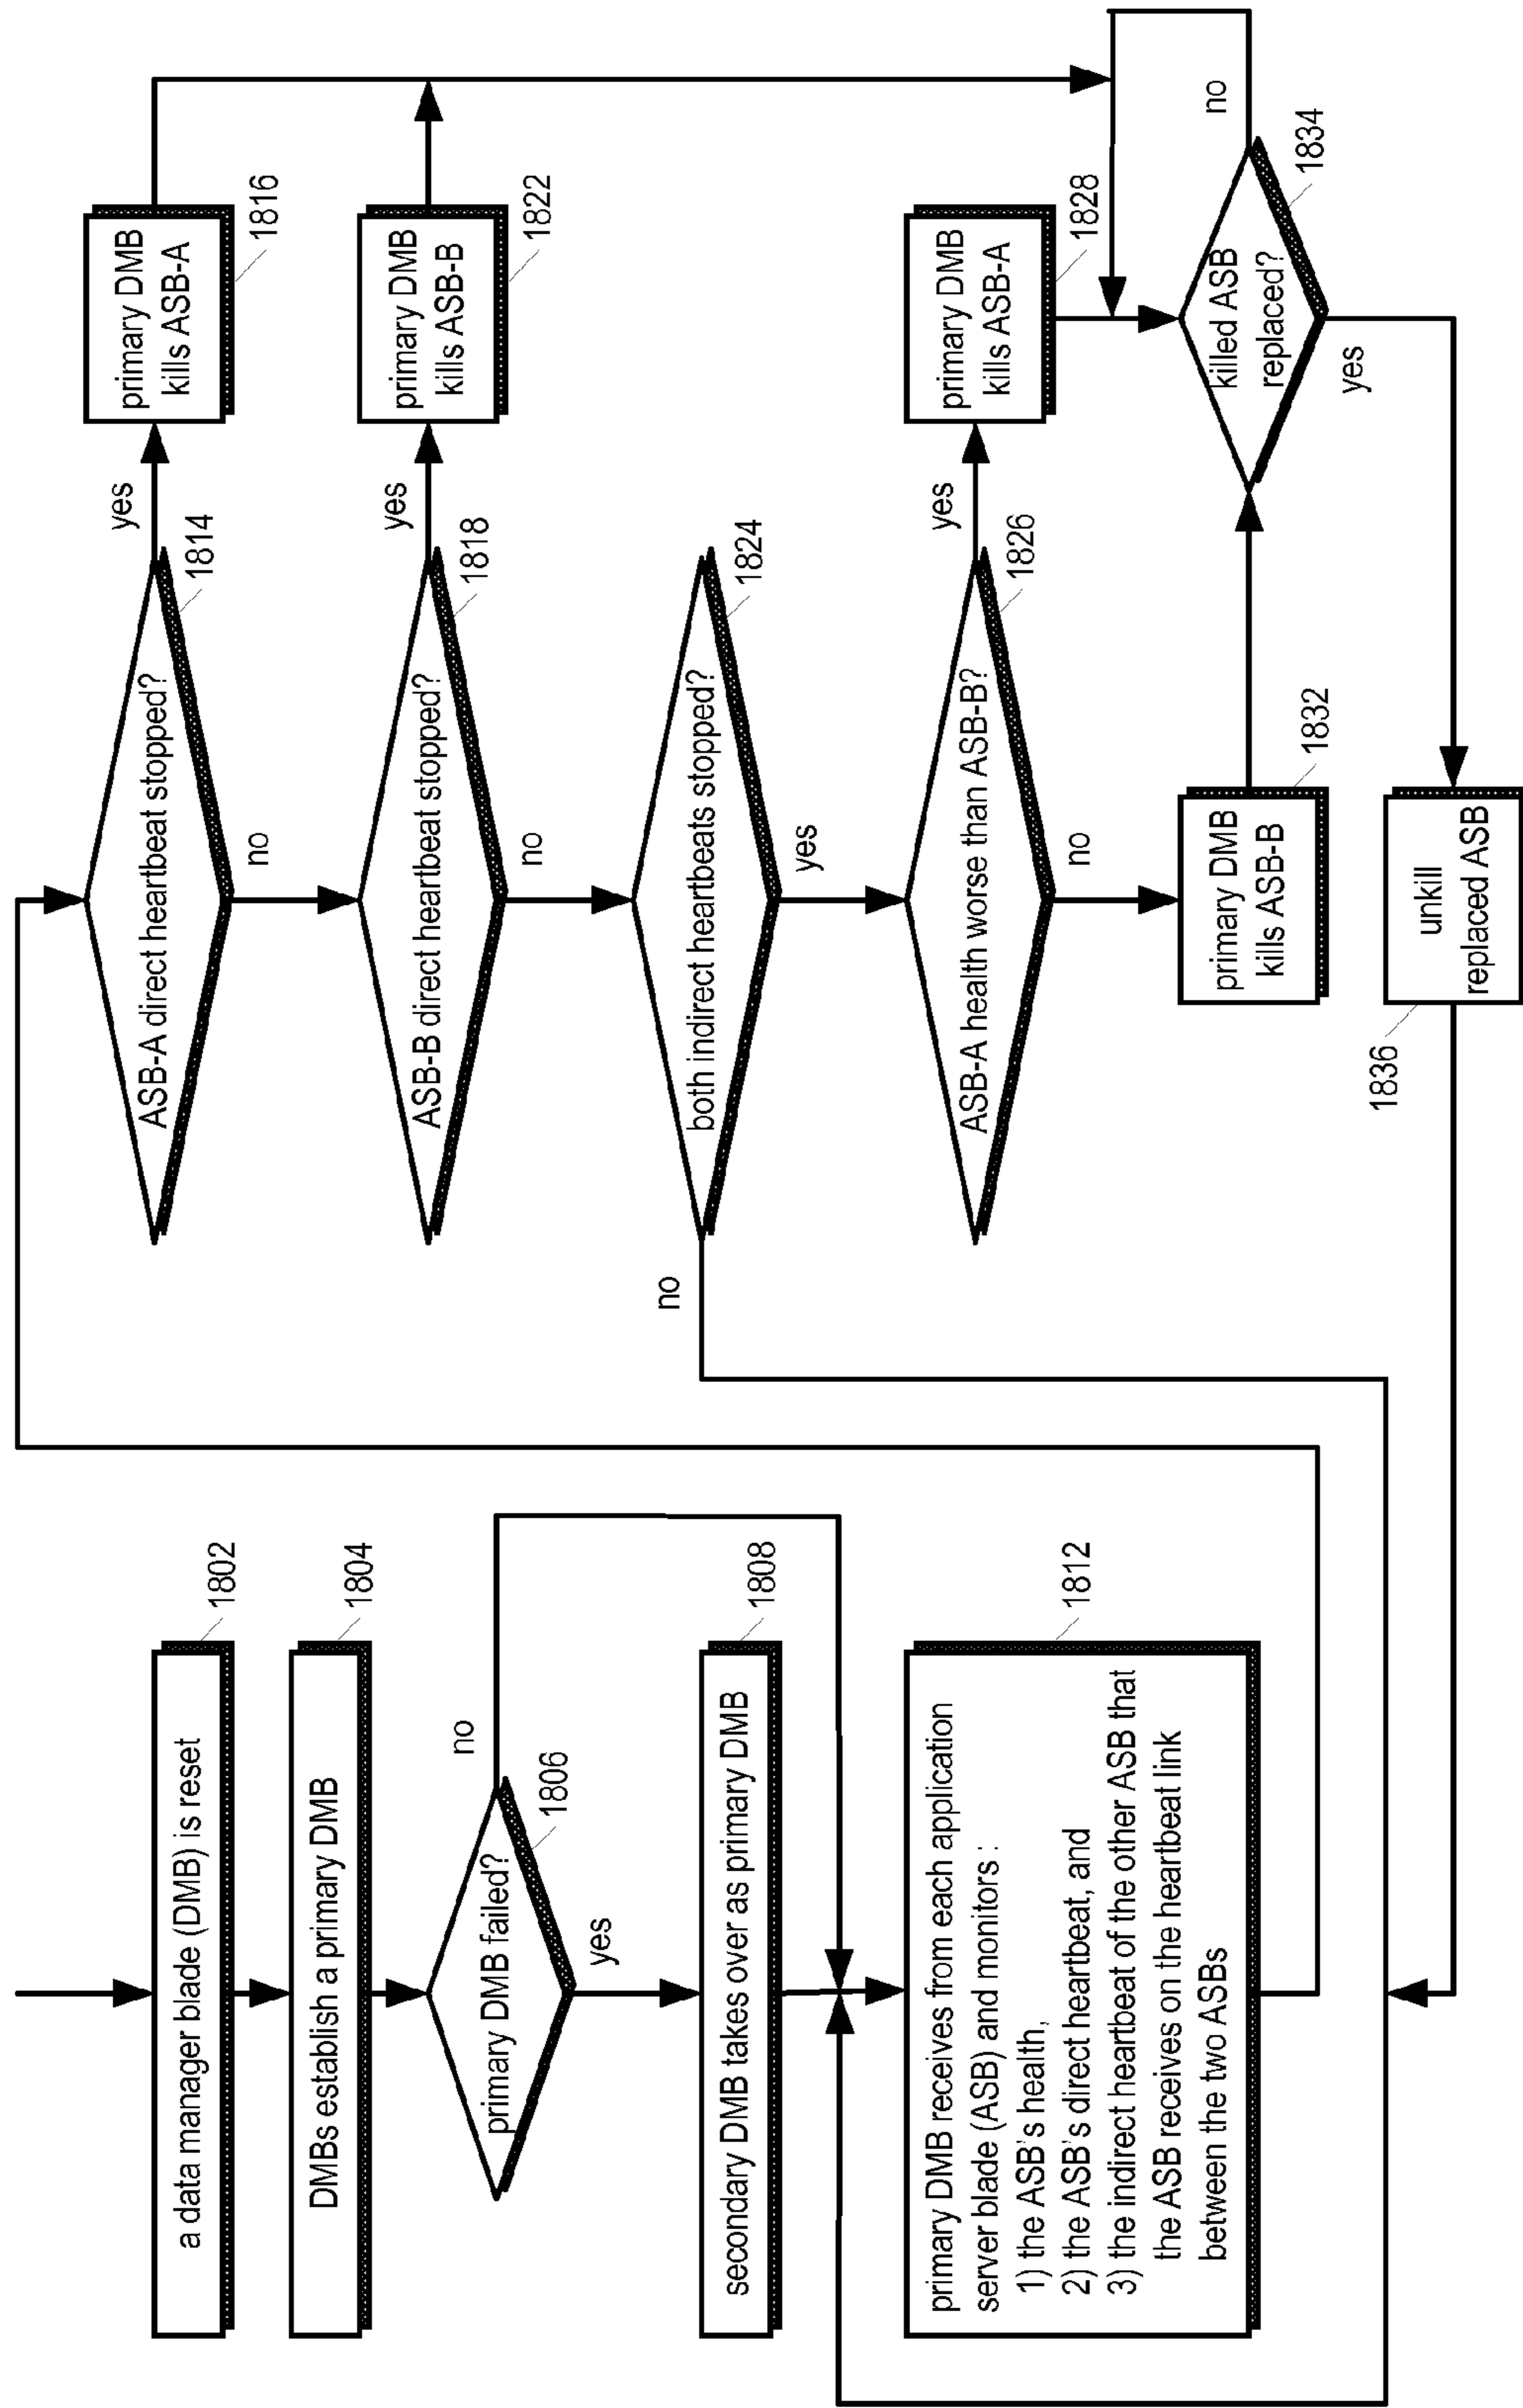 a data manager blade (DMB) is reset
1802
DMBs establish a primary DMB
1804
primary DMB failed?
1806
no
yes
secondary DMB takes over as primary DMB
1808
primary DMB receives from each application
server blade (ASB) and monitors :
1) the ASB's health,
2) the ASB's direct heartbeat, and
3) the indirect heartbeat of the other ASB that
the ASB receives on the heartbeat link
between the two ASBs
1812
ASB-A direct heartbeat stopped?
1814
yes
no
primary DMB
kills ASB-A
1816
ASB-B direct heartbeat stopped?
1818
yes
no
primary DMB
kills ASB-B
1822
both indirect heartbeats stopped?
1824
no
yes
ASB-A health worse than ASB-B?
1826
yes
no
primary DMB
kills ASB-A
1828
primary DMB
kills ASB-B
1832
killed ASB
replaced?
1834
no
yes
unkill
replaced ASB
1836